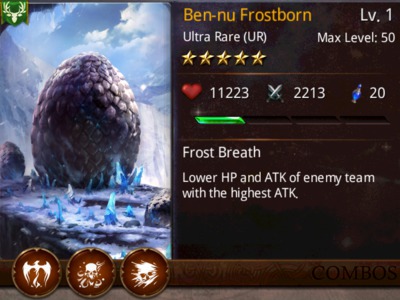 Ben-nu Frostborn Lv. 1
Ultra Rare (UR) Max Level: 50
11223 2213 20
Frost Breath
Lower HP and ATK of enemy team
with the highest ATK.
COMBOS